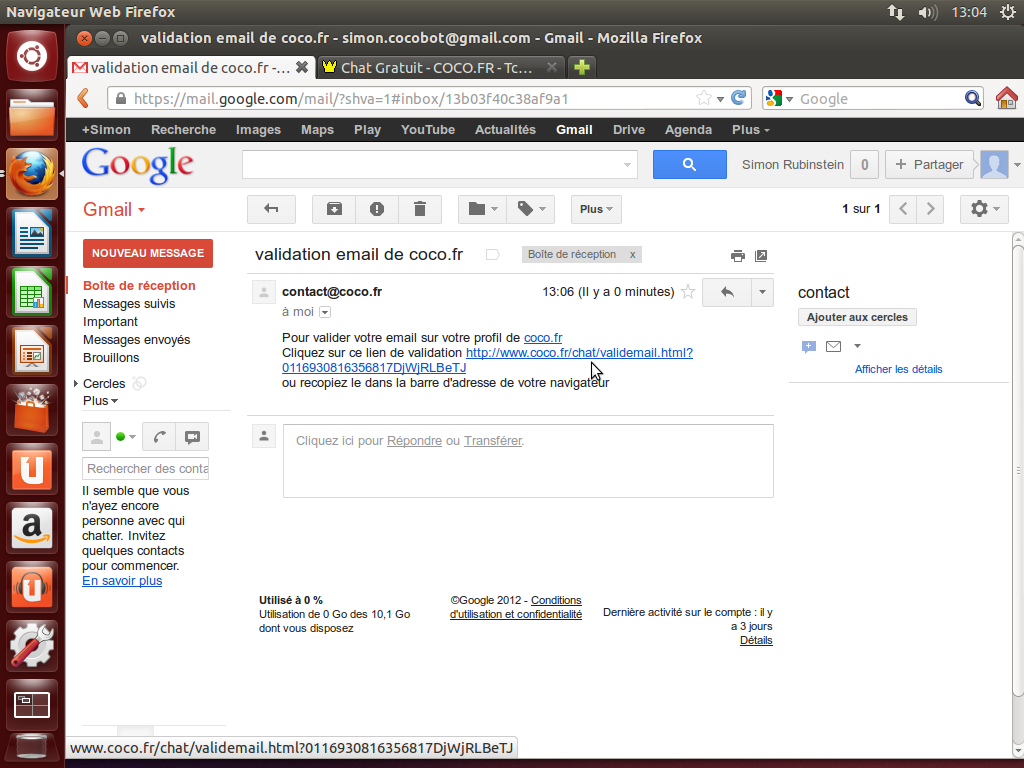 Navigateur Web Firefox
13:04
validation email de coco.fr - simon.cocobot@gmail.com - Gmail - Mozilla Firefox
validation email de coco.fr -...
Chat Gratuit - COCO.FR - Tc...
https://mail.google.com/mail/?shva=1#inbox/13b03f40c38af9a1
Google
+Simon Recherche Images Maps Play YouTube Actualités Gmail Drive Agenda Plus
Google
Simon Rubinstein 0 + Partager
Gmail
Plus
1 sur 1
NOUVEAU MESSAGE
Boîte de réception
Messages suivis
Important
Messages envoyés
Brouillons
Cercles
Plus
Rechercher des conta
Il semble que vous
n'ayez encore
personne avec qui
chatter. Invitez
quelques contacts
pour commencer.
En savoir plus
validation email de coco.fr
Boîte de réception x
contact@coco.fr
13:06 (Il y a 0 minutes)
à moi
Pour valider votre email sur votre profil de coco.fr
Cliquez sur ce lien de validation http://www.coco.fr/chat/validemail.html?
0116930816356817DjWjRLBeTJ
ou recopiez le dans la barre d'adresse de votre navigateur
Cliquez ici pour Répondre ou Transférer.
contact
Ajouter aux cercles
Afficher les détails
Utilisé à 0 %
Utilisation de 0 Go des 10,1 Go
dont vous disposez
©Google 2012 - Conditions
d'utilisation et confidentialité
Dernière activité sur le compte : il y
a 3 jours
Détails
www.coco.fr/chat/validemail.html?0116930816356817DjWjRLBeTJ